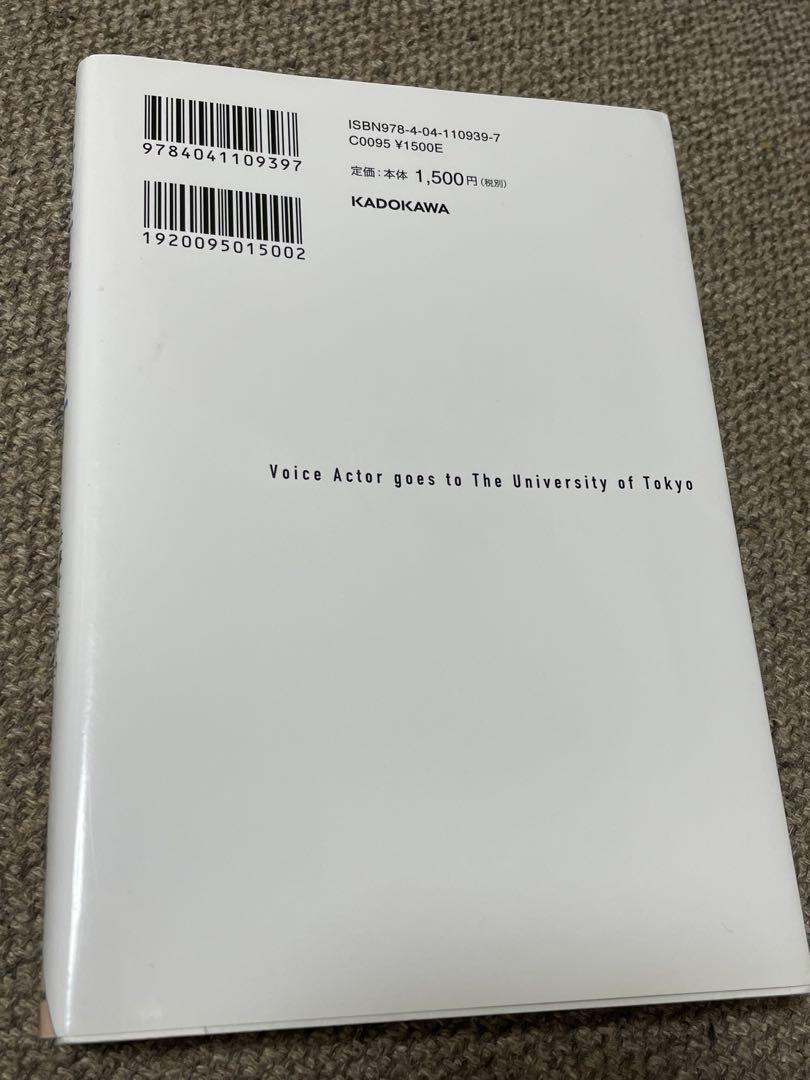 9784041109397
1920095015002
ISBN978-4-04-110939-7
C0095 ¥1500E
定価：本体 1,500円（税別）
KADOKAWA
Voice Actor goes to The University of Tokyo